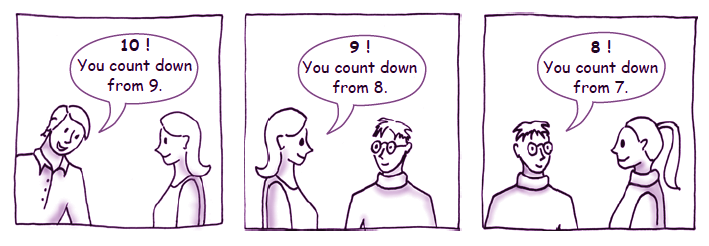 10 !
You count down
from 9.
9 !
You count down
from 8.
8 !
You count down
from 7.